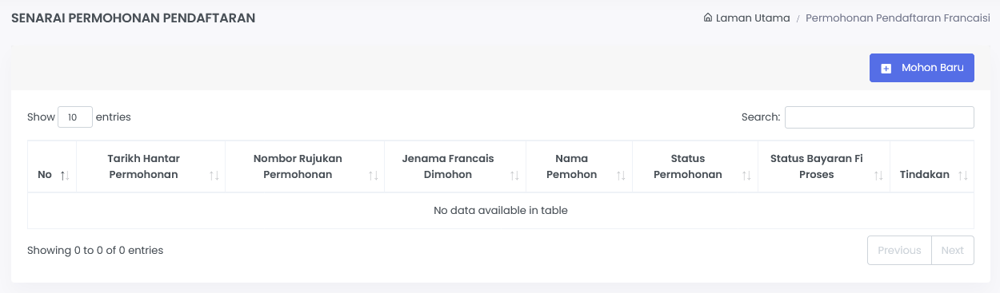 SENARAI PERMOHONAN PENDAFTARAN
Laman Utama / Permohonan Pendaftaran Francaisi
Mohon Baru
Show 10 entries
Search:
No
Tarikh Hantar
Permohonan
Nombor Rujukan
Permohonan
Jenama Francais
Dimohon
Nama
Pemohon
Status
Permohonan
Status Bayaran Fi
Proses
Tindakan
No data available in table
Showing 0 to 0 of 0 entries
Previous
Next